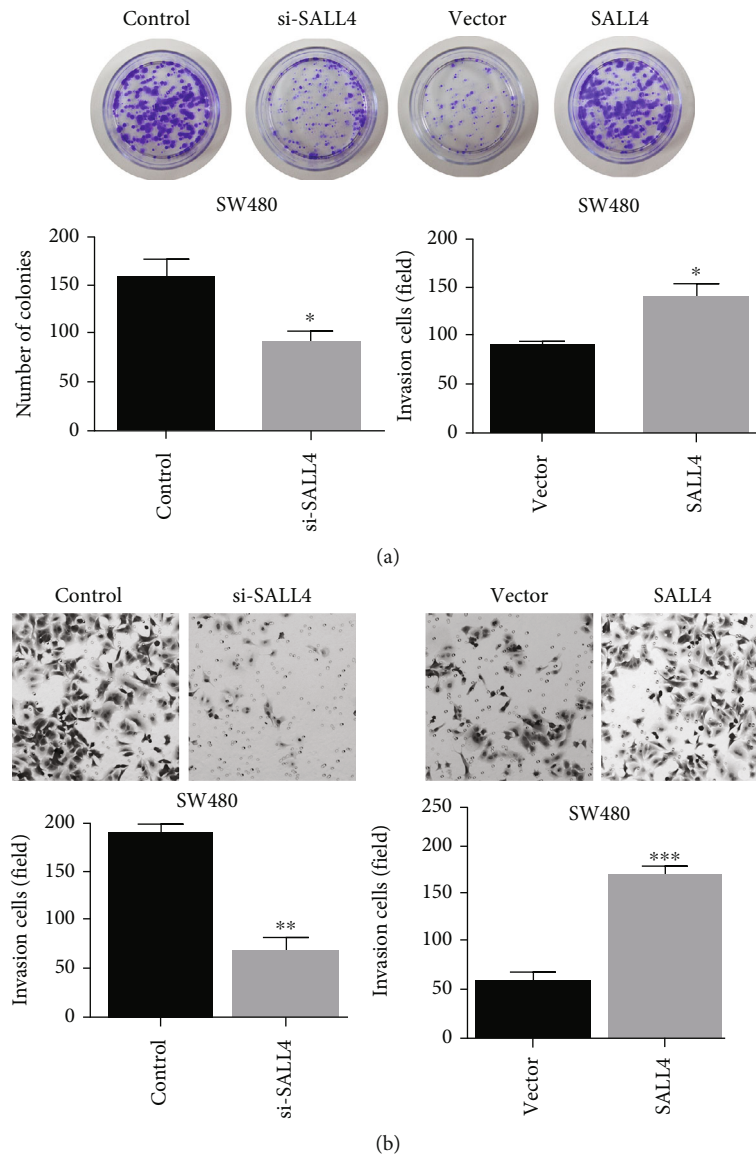 Control si-SALL4 Vector SALL4
SW480
Number of colonies
200
150
100
50
0
*
Control
si-SALL4
SW480
Invasion cells (field)
200
150
100
50
0
*
Vector
SALL4
(a)
Control si-SALL4 Vector SALL4
SW480
Invasion cells (field)
200
150
100
50
0
**
Control
si-SALL4
SW480
Invasion cells (field)
250
200
150
100
50
0
***
Vector
SALL4
(b)